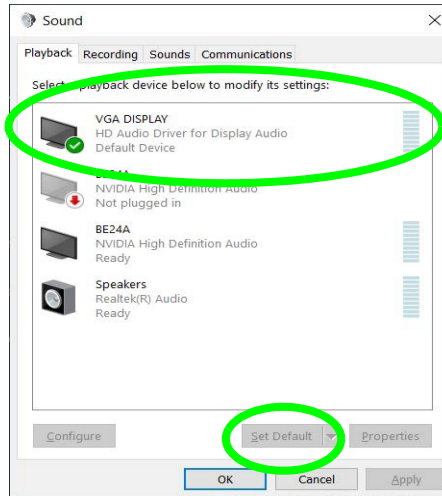 Sound
Playback Recording Sounds Communications
Select a playback device below to modify its settings:
VGA DISPLAY
HD Audio Driver for Display Audio
Default Device
BE24A
NVIDIA High Definition Audio
Not plugged in
BE24A
NVIDIA High Definition Audio
Ready
Speakers
Realtek(R) Audio
Ready
Configure Set Default Properties
OK Cancel Apply